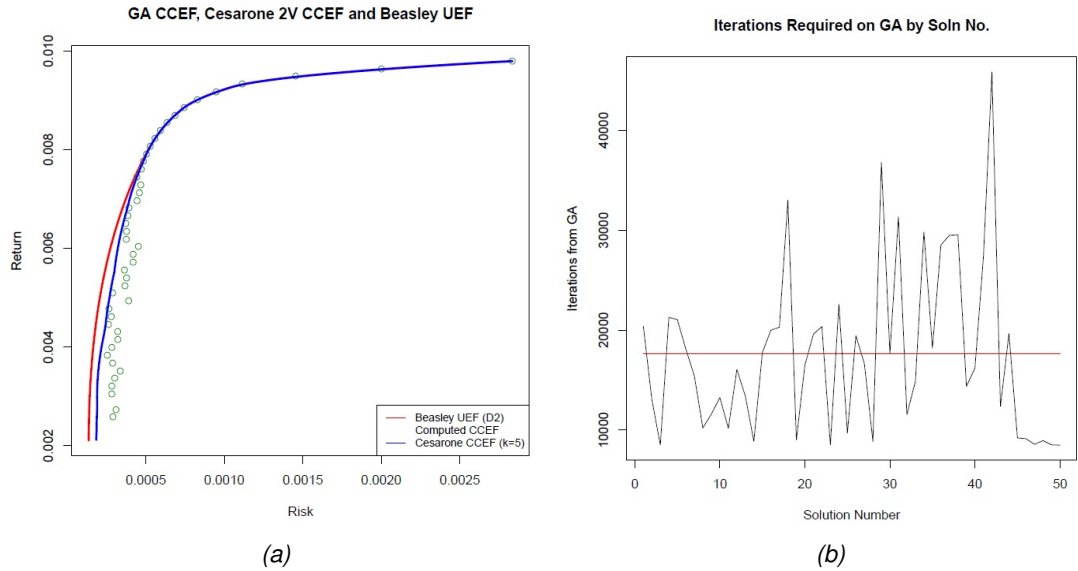 GA CCEF, Cesarone 2V CCEF and Beasley UEF
Return
0.010
0.008
0.006
0.004
0.002
Beasley UEF (D2)
Computed CCEF
Cesarone CCEF (k=5)
0.0005 0.0010 0.0015 0.0020 0.0025
Risk
(a)
Iterations Required on GA by Soln No.
Iterations from GA
40000
30000
20000
10000
0 10 20 30 40 50
Solution Number
(b)